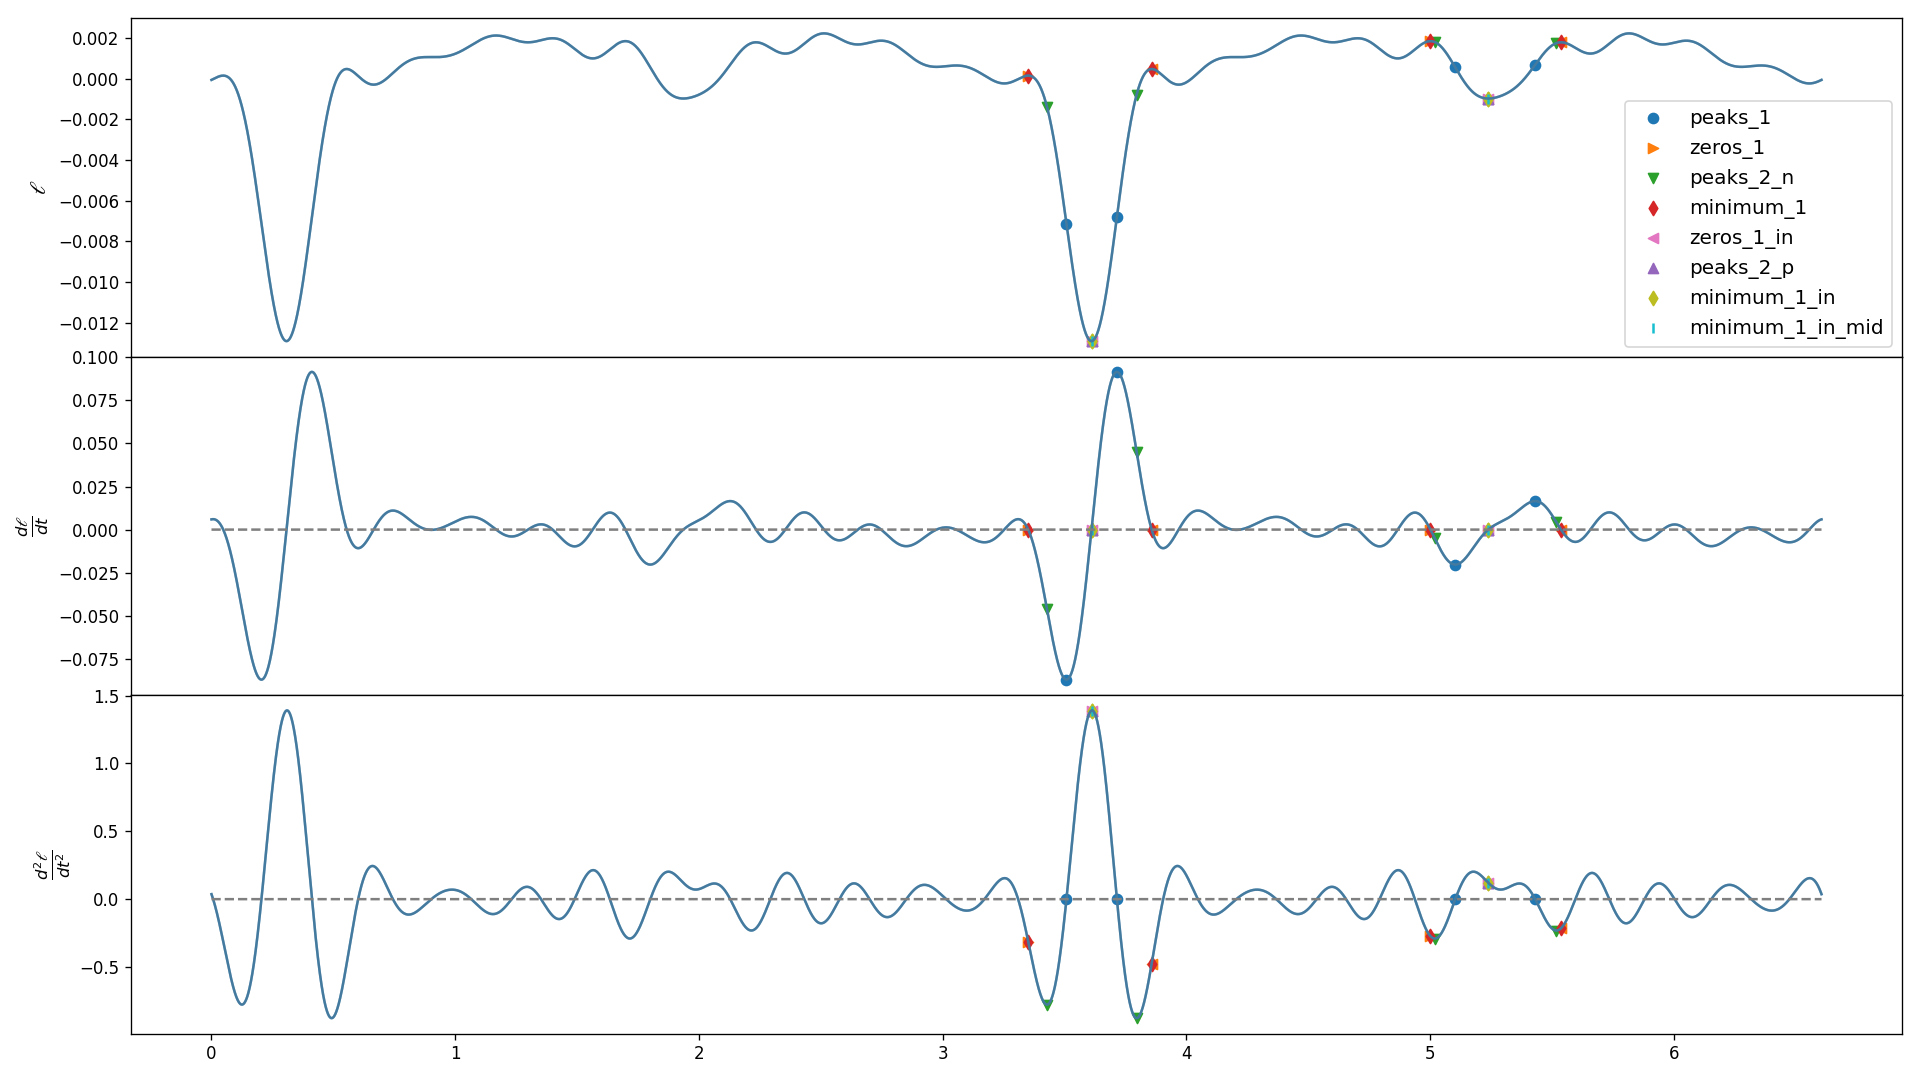 0.002
0.000
−0.002
−0.004
−0.006
−0.008
−0.010
−0.012
ℓ
peaks_1
zeros_1
peaks_2_n
minimum_1
zeros_1_in
peaks_2_p
minimum_1_in
minimum_1_in_mid
0.100
0.075
0.050
0.025
0.000
−0.025
−0.050
−0.075
dℓ
dt
1.5
1.0
0.5
0.0
−0.5
d²ℓ
dt²
0 1 2 3 4 5 6